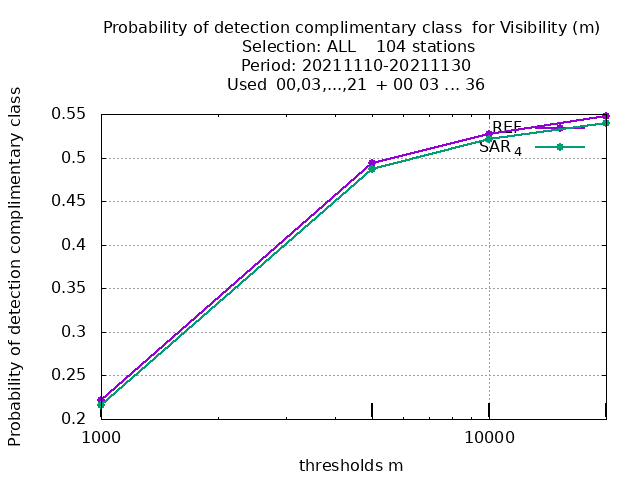 Probability of detection complimentary class for Visibility (m)
Selection: ALL 104 stations
Period: 20211110-20211130
Used 00,03,...,21 + 00 03 ... 36
Probability of detection complimentary class
0.55
0.5
0.45
0.4
0.35
0.3
0.25
0.2
REF
SAR 4
1000
10000
thresholds m